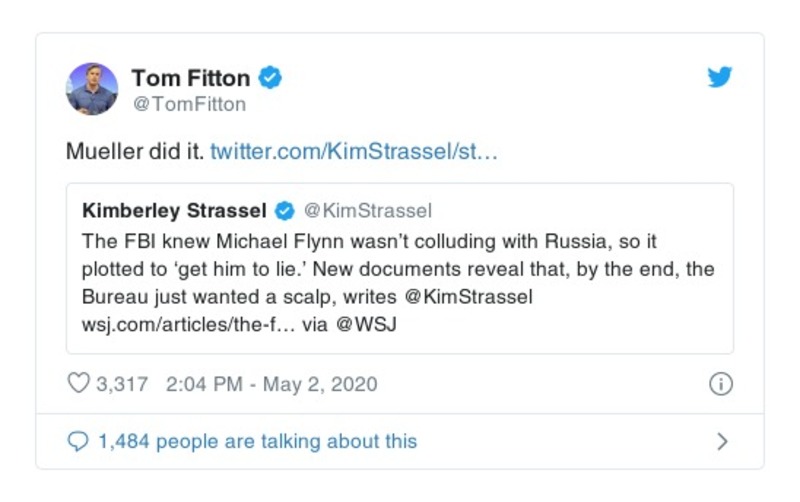 Tom Fitton
@TomFitton
Mueller did it. twitter.com/KimStrassel/st…
Kimberley Strassel @KimStrassel
The FBI knew Michael Flynn wasn’t colluding with Russia, so it
plotted to ‘get him to lie.’ New documents reveal that, by the end, the
Bureau just wanted a scalp, writes @KimStrassel
wsj.com/articles/the-f… via @WSJ
3,317 2:04 PM - May 2, 2020
1,484 people are talking about this